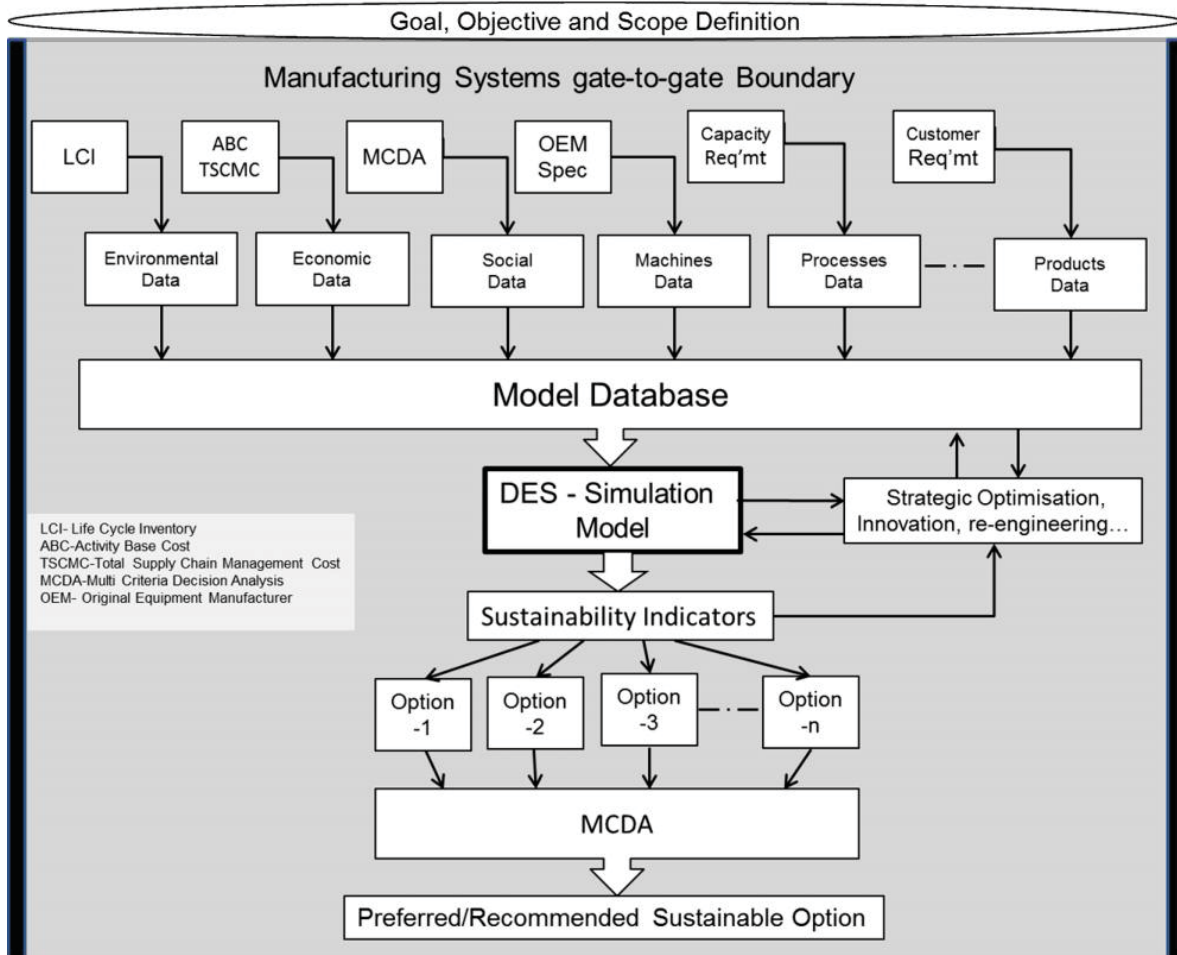 Goal, Objective and Scope Definition
Manufacturing Systems gate-to-gate Boundary
LCI
ABC
TSCMC
MCDA
OEM
Spec
Capacity
Req'mt
Customer
Req'mt
Environmental
Data
Economic
Data
Social
Data
Machines
Data
Processes
Data
Products
Data
Model Database
DES - Simulation
Model
Strategic Optimisation,
Innovation, re-engineering…
LCI- Life Cycle Inventory
ABC-Activity Base Cost
TSCMC-Total Supply Chain Management Cost
MCDA-Multi Criteria Decision Analysis
OEM- Original Equipment Manufacturer
Sustainability Indicators
Option
-1
Option
-2
Option
-3
Option
-n
MCDA
Preferred/Recommended Sustainable Option